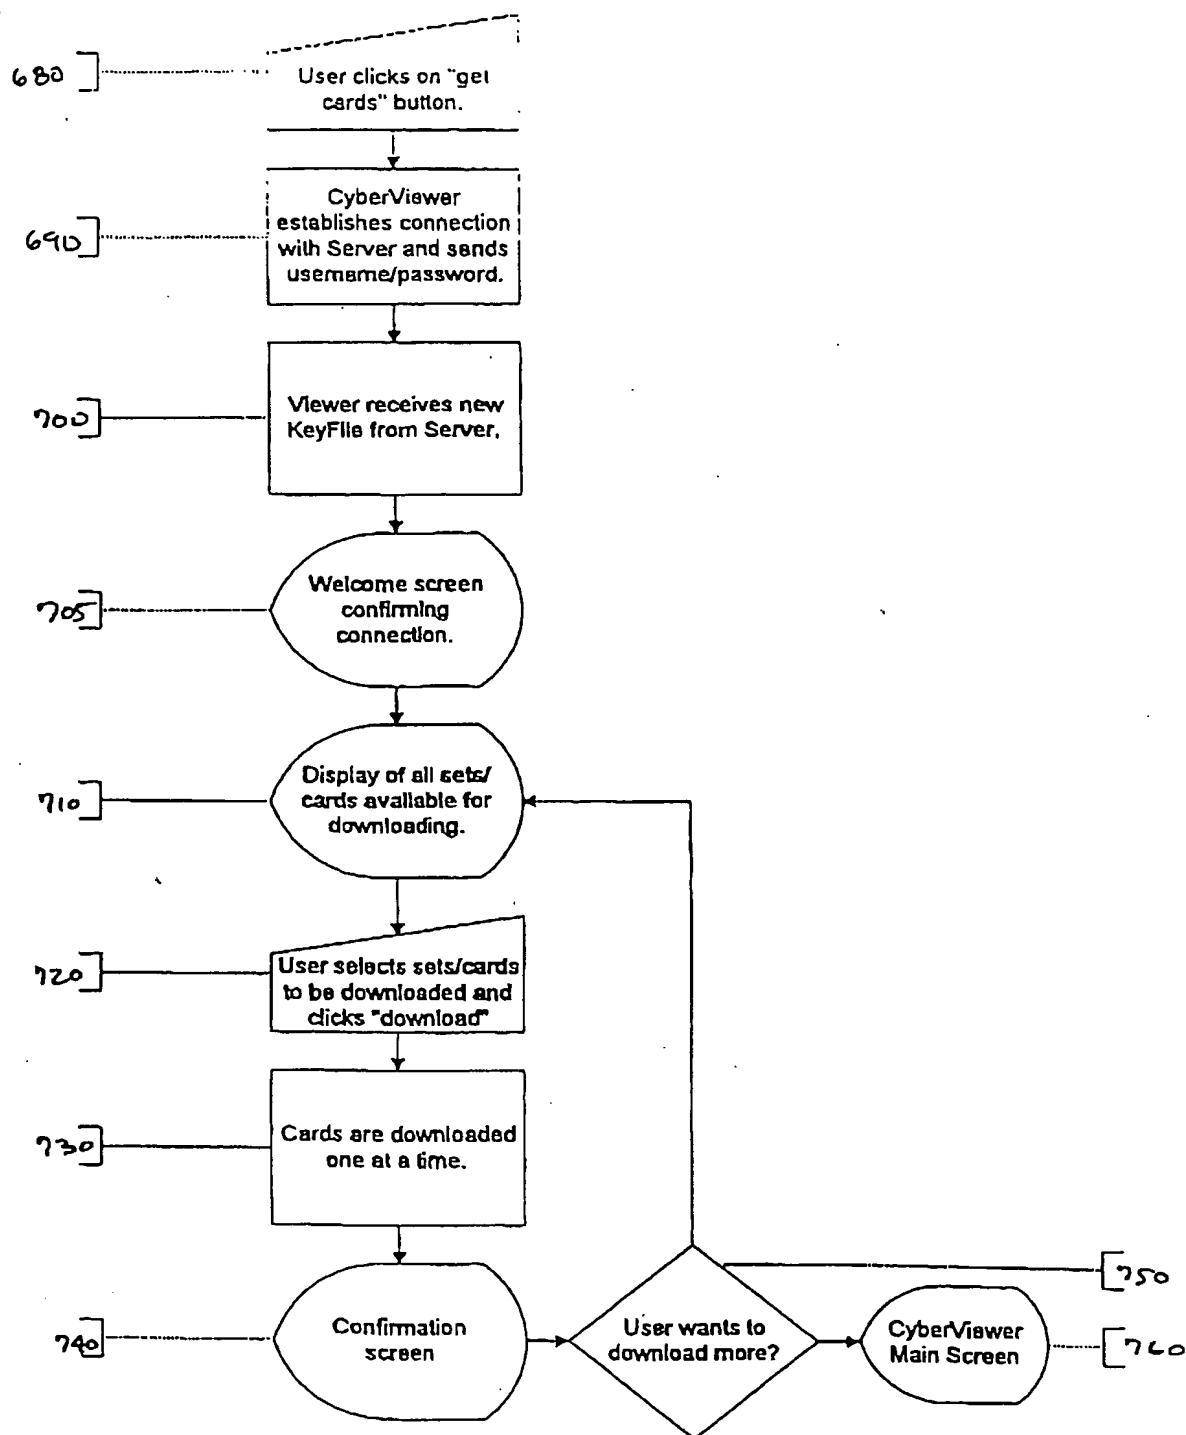 680
User clicks on "get
cards" button.
690
CyberViewer
establishes connection
with Server and sends
username/password.
700
Viewer receives new
KeyFile from Server.
705
Welcome screen
confirming
connection.
710
Display of all sets/
cards available for
downloading.
720
User selects sets/cards
to be downloaded and
clicks "download"
730
Cards are downloaded
one at a time.
740
Confirmation
screen
User wants to
download more?
750
CyberViewer
Main Screen
760